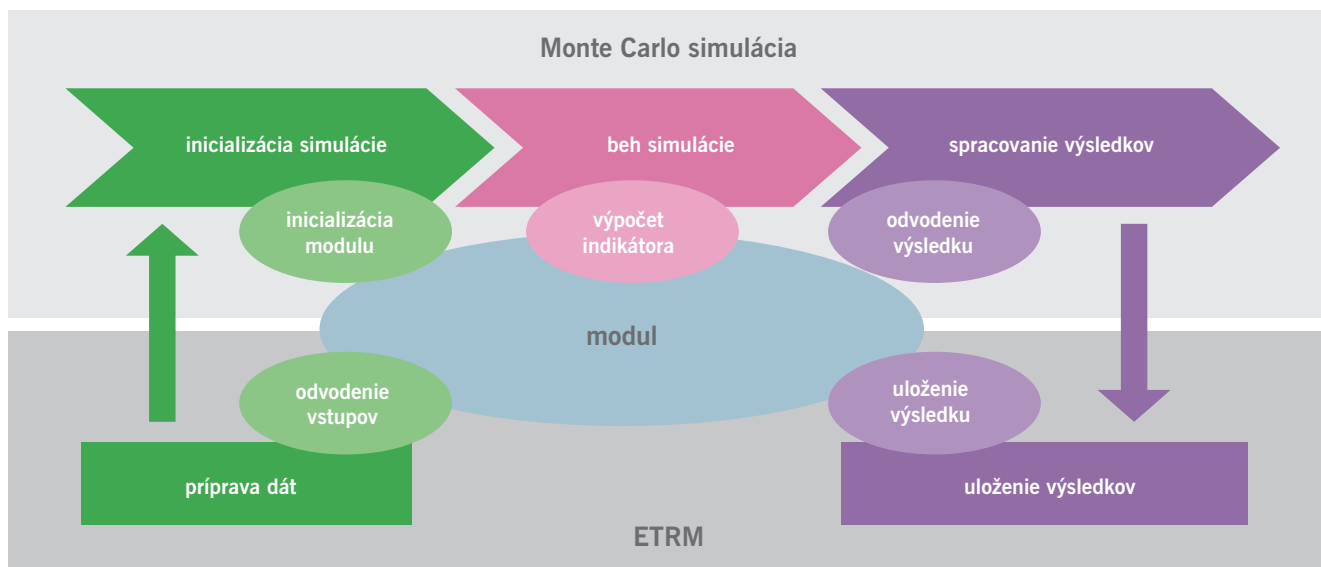 Monte Carlo simulácia
inicializácia simulácie
beh simulácie
spracovanie výsledkov
inicializácia
modulu
výpočet
indikátora
odvodenie
výsledku
modul
odvodenie
vstupov
uloženie
výsledku
príprava dát
uloženie výsledkov
ETRM